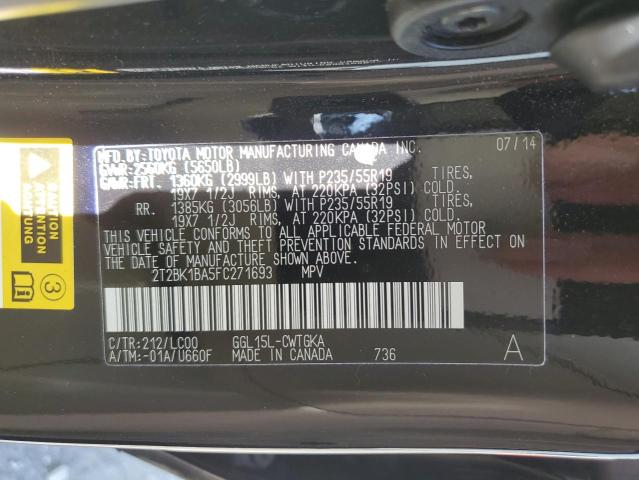 MFD.BY:TOYOTA MOTOR MANUFACTURING CANADA INC. 07/14
GVWR:2560KG (5650LB)
GAWR:FRT. 1360KG (2999LB) WITH P235/55R19 TIRES,
19X7 1/2J RIMS, AT 220KPA (32PSI) COLD.
RR. 1385KG (3056LB) WITH P235/55R19 TIRES,
19X7 1/2J RIMS, AT 220KPA (32PSI) COLD.
THIS VEHICLE CONFORMS TO ALL APPLICABLE FEDERAL MOTOR
VEHICLE SAFETY AND THEFT PREVENTION STANDARDS IN EFFECT
ON THE DATE OF MANUFACTURE SHOWN ABOVE.
2T2BK1BA5FC271693 MPV
C/TR:212/LC00 GGL15L-CWTGKA
A/TM:-01A/U660F MADE IN CANADA 736 A
CAUTION
ATTENTION
3